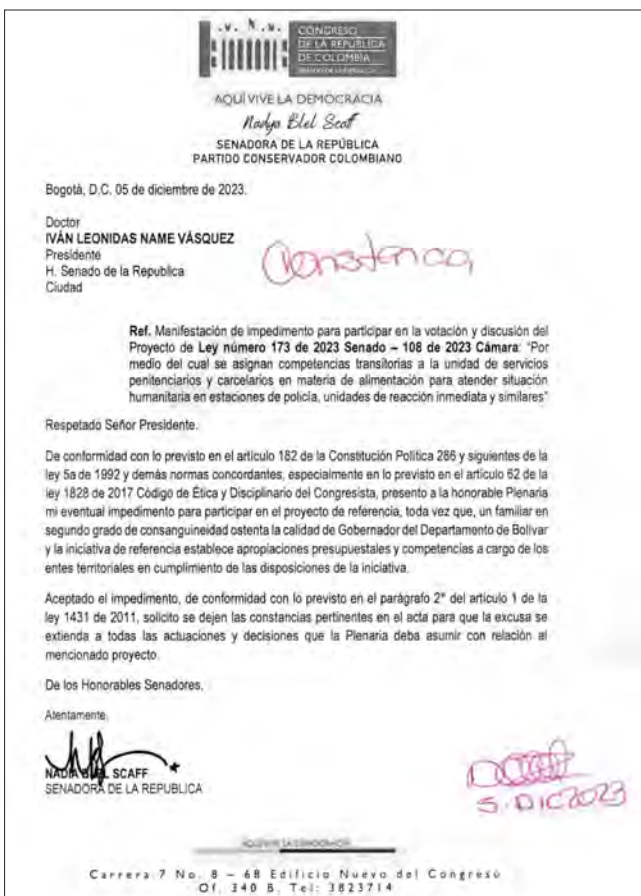 CONGRESO
DE LA REPÚBLICA
DE COLOMBIA
AQUÍ VIVE LA DEMOCRACIA
Nadya Blel Scaff
SENADORA DE LA REPÚBLICA
PARTIDO CONSERVADOR COLOMBIANO
Bogotá, D.C. 05 de diciembre de 2023.
Doctor
IVÁN LEONIDAS NAME VÁSQUEZ
Presidente
H. Senado de la Republica
Ciudad
Constancia
Ref. Manifestación de impedimento para participar en la votación y discusión del
Proyecto de Ley número 173 de 2023 Senado – 108 de 2023 Cámara: "Por
medio del cual se asignan competencias transitorias a la unidad de servicios
penitenciarios y carcelarios en materia de alimentación para atender situación
humanitaria en estaciones de policía, unidades de reacción inmediata y similares"
Respetado Señor Presidente.
De conformidad con lo previsto en el artículo 182 de la Constitución Política 286 y siguientes de la
ley 5a de 1992 y demás normas concordantes, especialmente en lo previsto en el artículo 62 de la
ley 1828 de 2017 Código de Ética y Disciplinario del Congresista, presento a la honorable Plenaria
mi eventual impedimento para participar en el proyecto de referencia, toda vez que, un familiar en
segundo grado de consanguineidad ostenta la calidad de Gobernador del Departamento de Bolívar
y la iniciativa de referencia establece apropiaciones presupuestales y competencias a cargo de los
entes territoriales en cumplimiento de las disposiciones de la iniciativa.
Aceptado el impedimento, de conformidad con lo previsto en el parágrafo 2° del artículo 1 de la
ley 1431 de 2011, solicito se dejen las constancias pertinentes en el acta para que la excusa se
extienda a todas las actuaciones y decisiones que la Plenaria deba asumir con relación al
mencionado proyecto.
De los Honorables Senadores,
Atentamente,
NADIA BLEL SCAFF
SENADORA DE LA REPUBLICA
5. DIC 2023
AQUÍ VIVE LA DEMOCRACIA
Carrera 7 No. 8 – 68 Edificio Nuevo del Congreso
Of. 340 B. Tel: 3823714